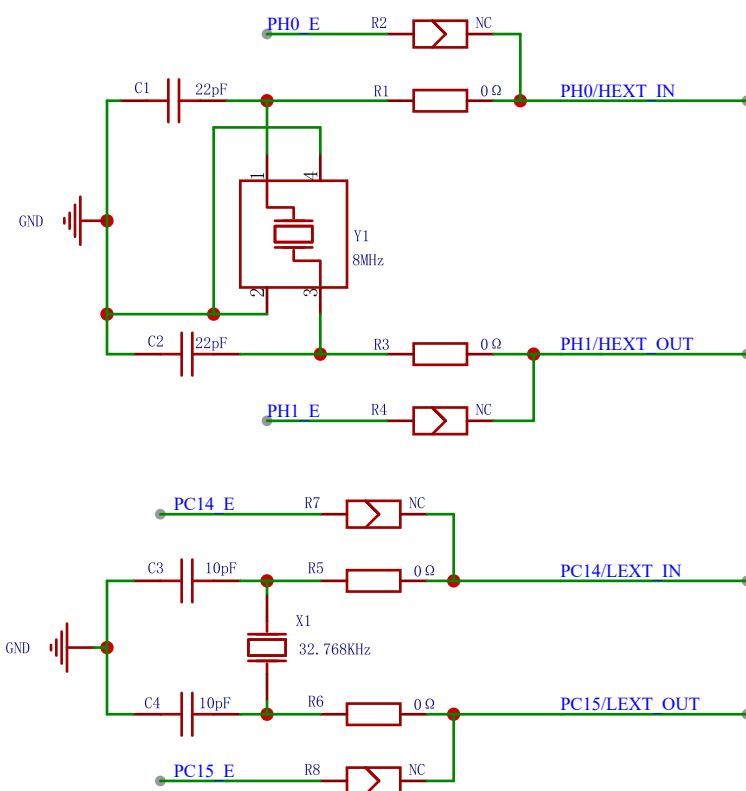 PH0_E R2 NC
C1 22pF R1 0Ω PH0/HEXT_IN
1 4
GND
Y1
8MHz
2 3
C2 22pF R3 0Ω PH1/HEXT_OUT
PH1_E R4 NC
PC14_E R7 NC
C3 10pF R5 0Ω PC14/LEXT_IN
X1
GND 32.768KHz
C4 10pF R6 0Ω PC15/LEXT_OUT
PC15_E R8 NC